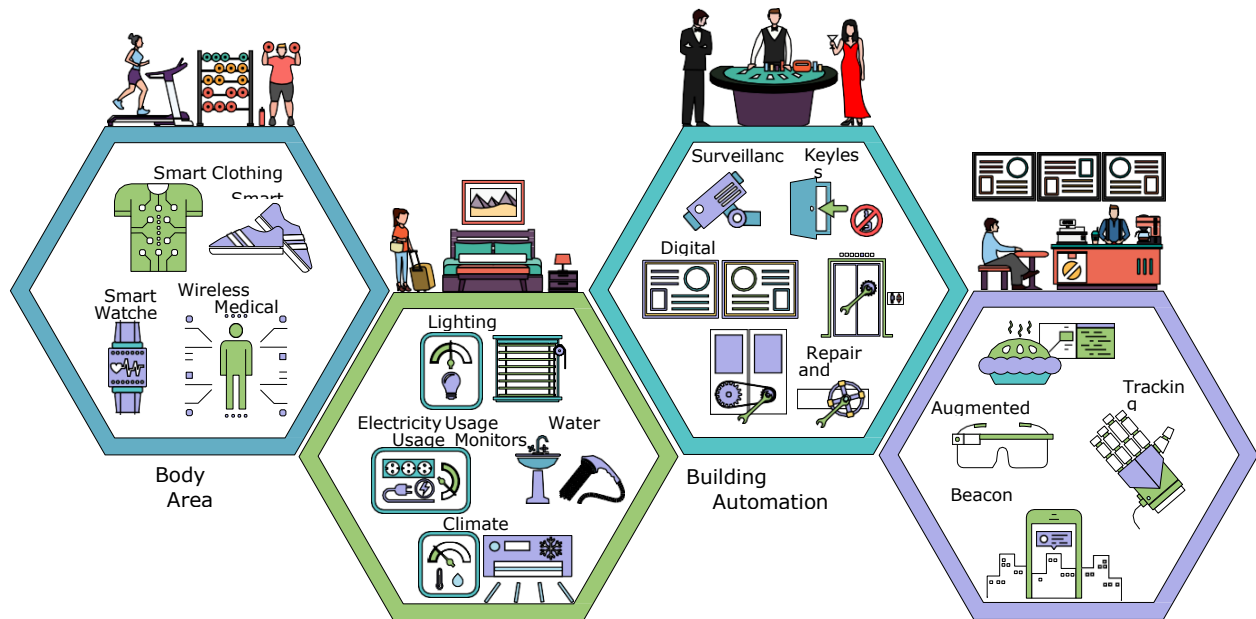 Smart Clothing
Smart
Smart
Watche
Wireless
Medical
Body
Area
Lighting
Electricity Usage
Usage Monitors
Water
Climate
Surveillanc
Keyles
s
Digital
Repair
and
Building
Automation
Augmented
Trackin
g
Beacon